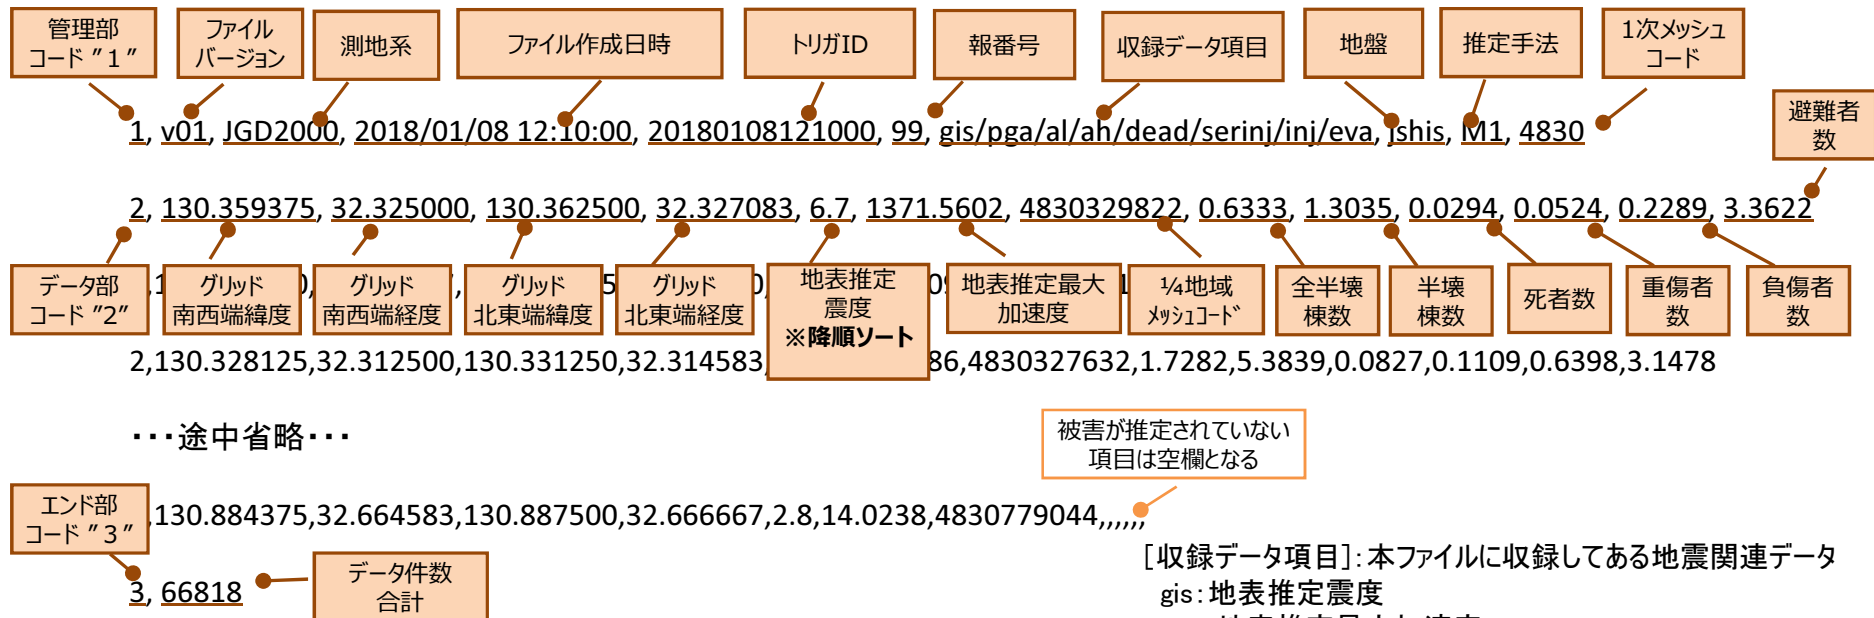 管理部
コード ”１”
ファイル
バージョン
測地系
ファイル作成日時
トリガID
報番号
収録データ項目
地盤
推定手法
1次メッシュ
コード
1, v01, JGD2000, 2018/01/08 12:10:00, 20180108121000, 99, gis/pga/al/ah/dead/serinj/inj/eva, jshis, M1, 4830
避難者
数
2, 130.359375, 32.325000, 130.362500, 32.327083, 6.7, 1371.5602, 4830329822, 0.6333, 1.3035, 0.0294, 0.0524, 0.2289, 3.3622
データ部
コード ”2”
グリッド
南西端緯度
グリッド
南西端経度
グリッド
北東端緯度
グリッド
北東端経度
地表推定
震度
※降順ソート
地表推定最大
加速度
¼地域
メッシュコード
全半壊
棟数
半壊
棟数
死者数
重傷者
数
負傷者
数
2,130.328125,32.312500,130.331250,32.314583, 86,4830327632,1.7282,5.3839,0.0827,0.1109,0.6398,3.1478
・・・途中省略・・・
被害が推定されていない
項目は空欄となる
エンド部
コード ”３”
,130.884375,32.664583,130.887500,32.666667,2.8,14.0238,4830779044,,,,,,
3, 66818
データ件数
合計
［収録データ項目］：本ファイルに収録してある地震関連データ
gis：地表推定震度